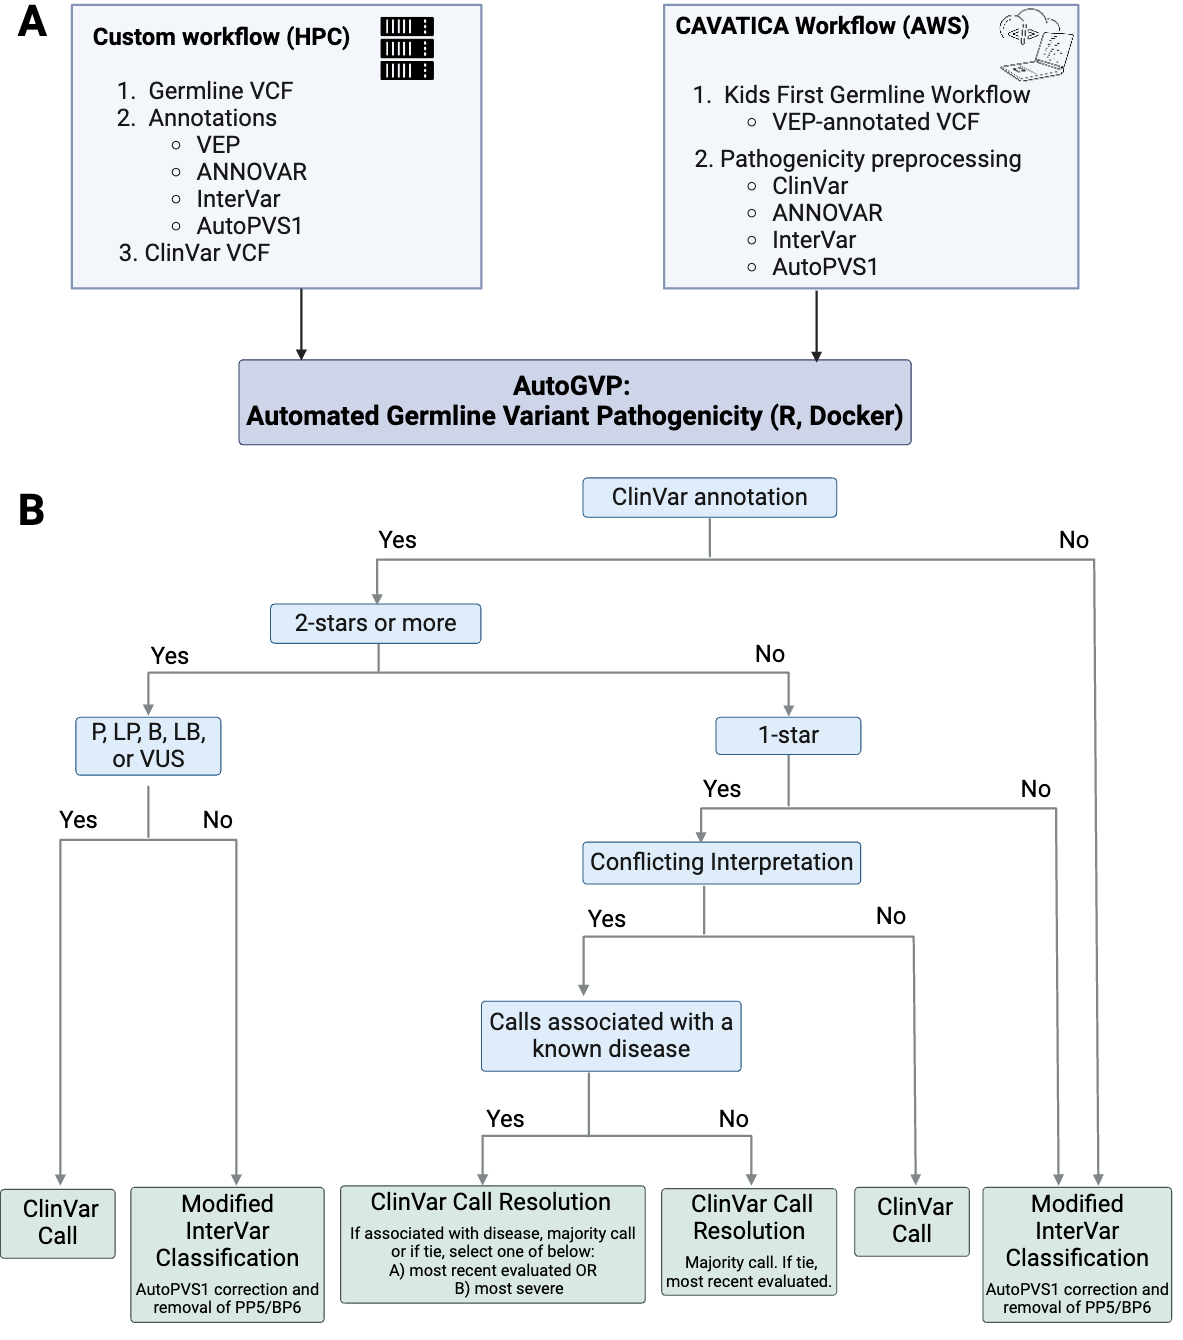 A
Custom workflow (HPC)
1. Germline VCF
2. Annotations
VEP
ANNOVAR
InterVar
AutoPVS1
3. ClinVar VCF
CAVATICA Workflow (AWS)
1. Kids First Germline Workflow
VEP-annotated VCF
2. Pathogenicity preprocessing
ClinVar
ANNOVAR
InterVar
AutoPVS1
AutoGVP:
Automated Germline Variant Pathogenicity (R, Docker)
B
ClinVar annotation
Yes
No
2-stars or more
Yes
No
P, LP, B, LB,
or VUS
1-star
Yes
No
Yes
No
Conflicting Interpretation
Yes
No
Calls associated with a
known disease
Yes
No
ClinVar
Call
Modified
InterVar
Classification
AutoPVS1 correction and
removal of PP5/BP6
ClinVar Call Resolution
If associated with disease, majority call
or if tie, select one of below:
A) most recent evaluated OR
B) most severe
ClinVar Call
Resolution
Majority call. If tie,
most recent evaluated.
ClinVar
Call
Modified
InterVar
Classification
AutoPVS1 correction and
removal of PP5/BP6